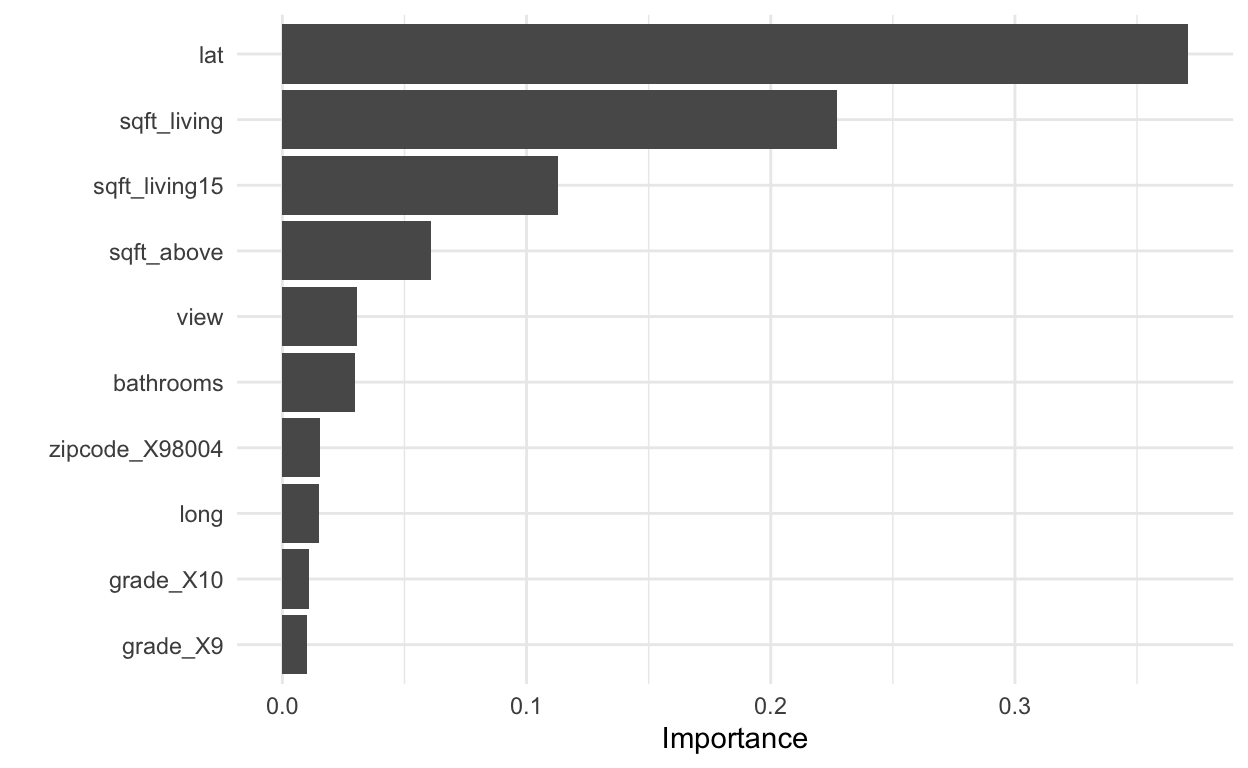 lat
sqft_living
sqft_living15
sqft_above
view
bathrooms
zipcode_X98004
long
grade_X10
grade_X9
0.0 0.1 0.2 0.3
Importance